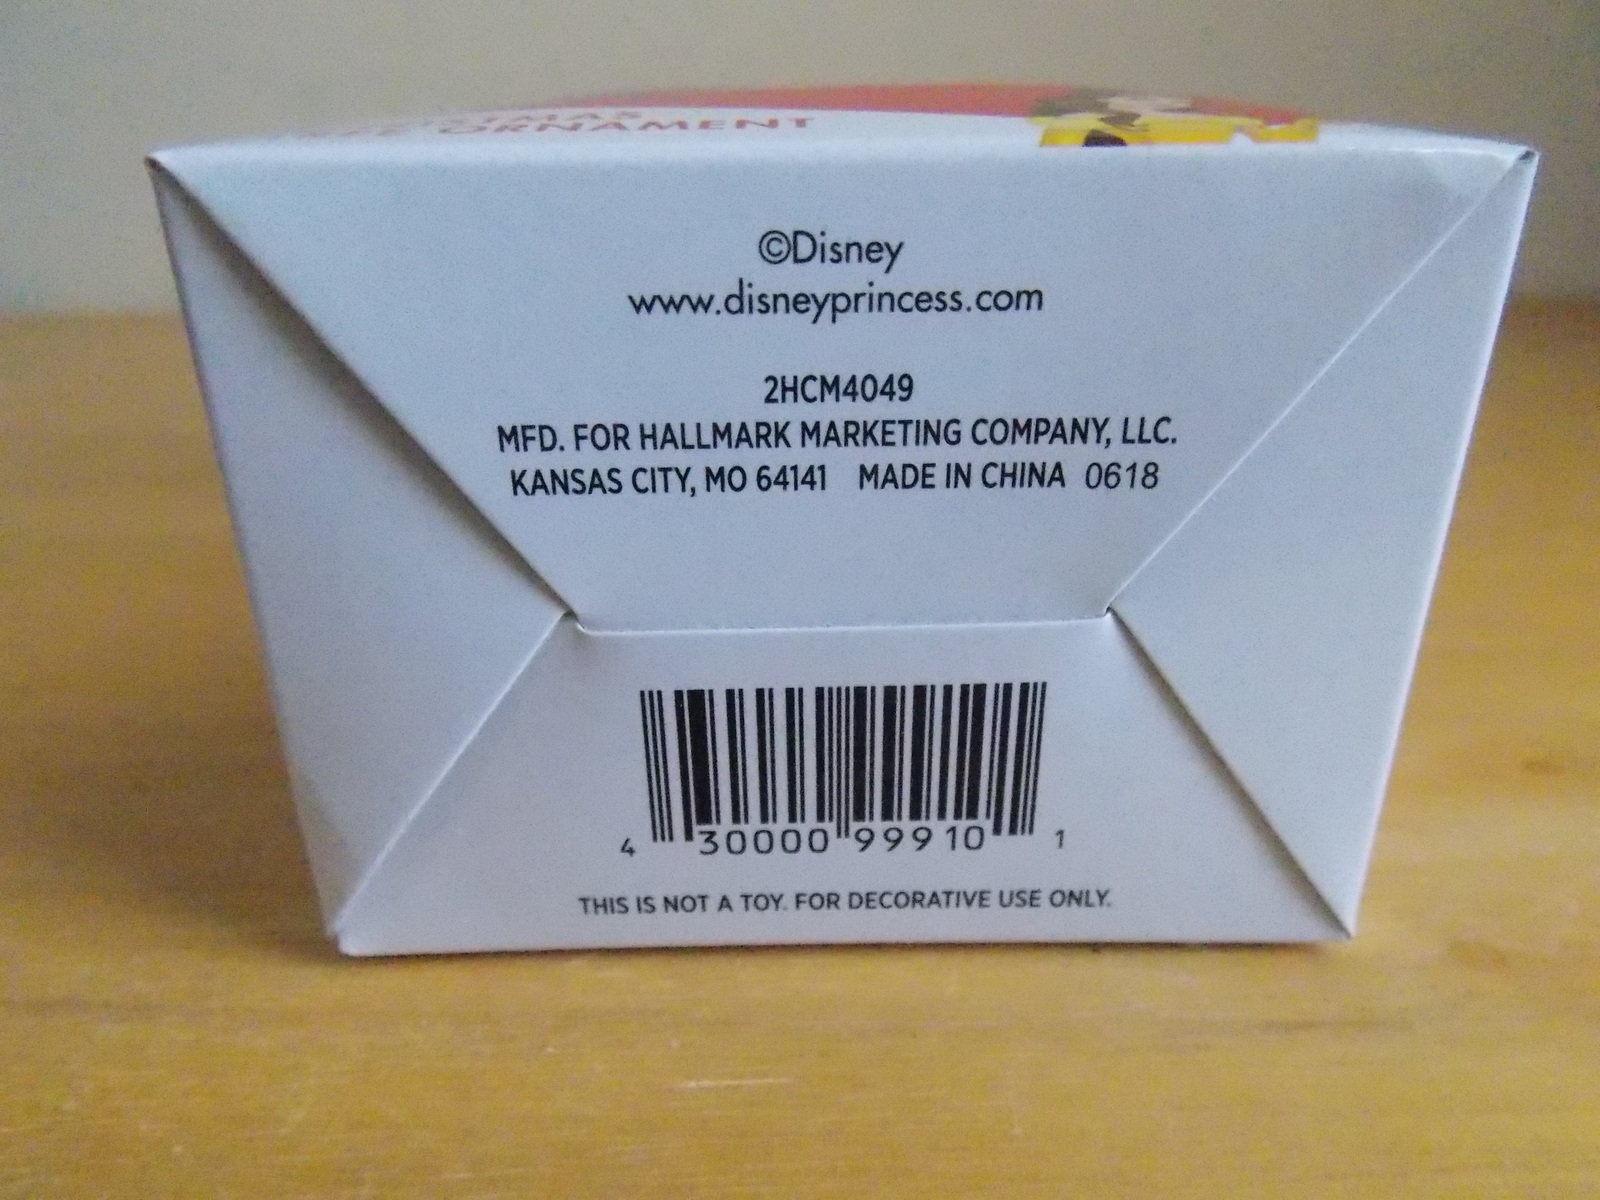 ORNAMENT
©Disney
www.disneyprincess.com
2HCM4049
MFD. FOR HALLMARK MARKETING COMPANY, LLC.
KANSAS CITY, MO 64141 MADE IN CHINA 0618
4 30000 99910 1
THIS IS NOT A TOY. FOR DECORATIVE USE ONLY.